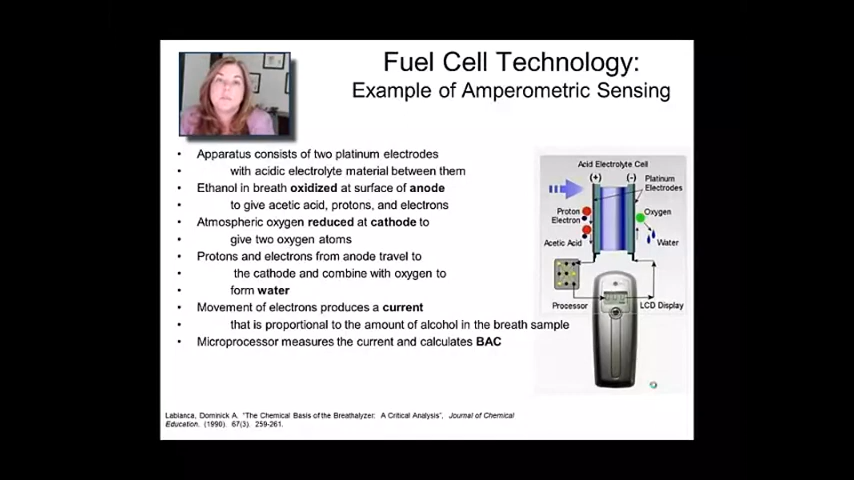 Fuel Cell Technology:
Example of Amperometric Sensing
• Apparatus consists of two platinum electrodes
• with acidic electrolyte material between them
• Ethanol in breath oxidized at surface of anode
• to give acetic acid, protons, and electrons
• Atmospheric oxygen reduced at cathode to
• give two oxygen atoms
• Protons and electrons from anode travel to
• the cathode and combine with oxygen to
• form water
• Movement of electrons produces a current
• that is proportional to the amount of alcohol in the breath sample
• Microprocessor measures the current and calculates BAC
Acid Electrolyte Cell
(+) (-)
Platinum
Electrodes
Proton
Electron
Oxygen
Acetic Acid
Water
Processor
LCD Display
Labianca, Dominick A. "The Chemical Basis of the Breathalyzer: A Critical Analysis", Journal of Chemical
Education. (1990). 67(3). 259-261.